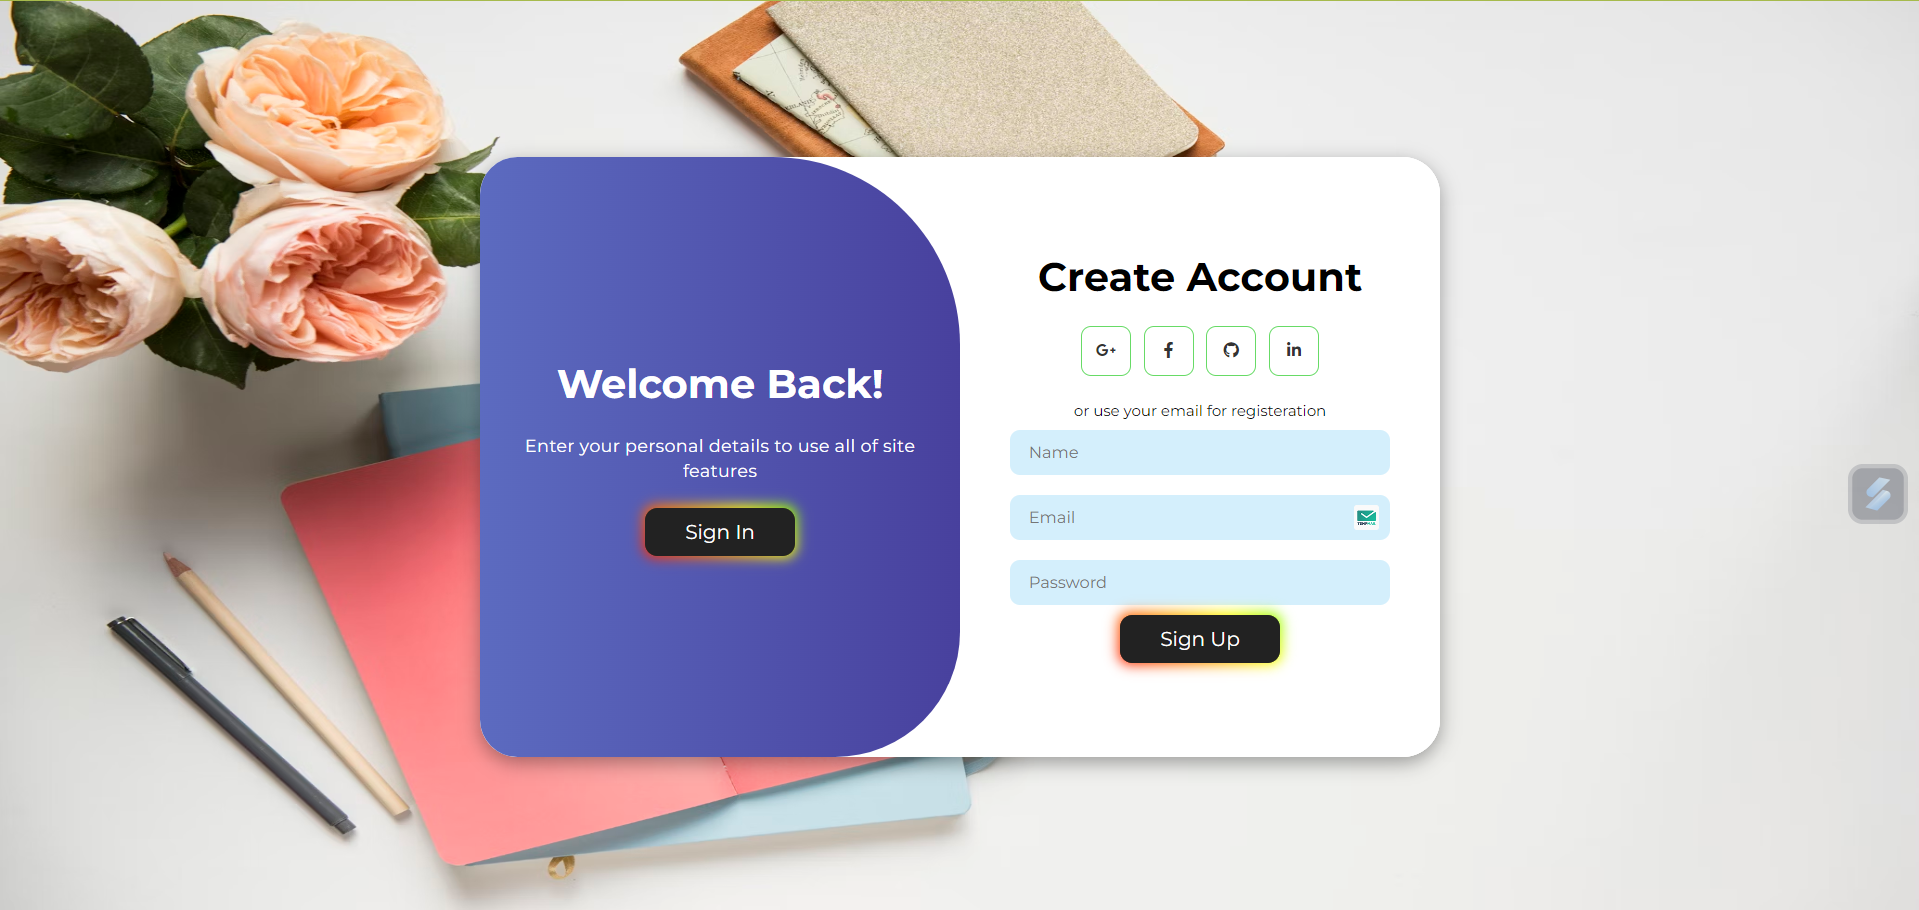 Welcome Back!
Enter your personal details to use all of site
features
Sign In
Create Account
G+
f
in
or use your email for registeration
Name
Email
Password
Sign Up